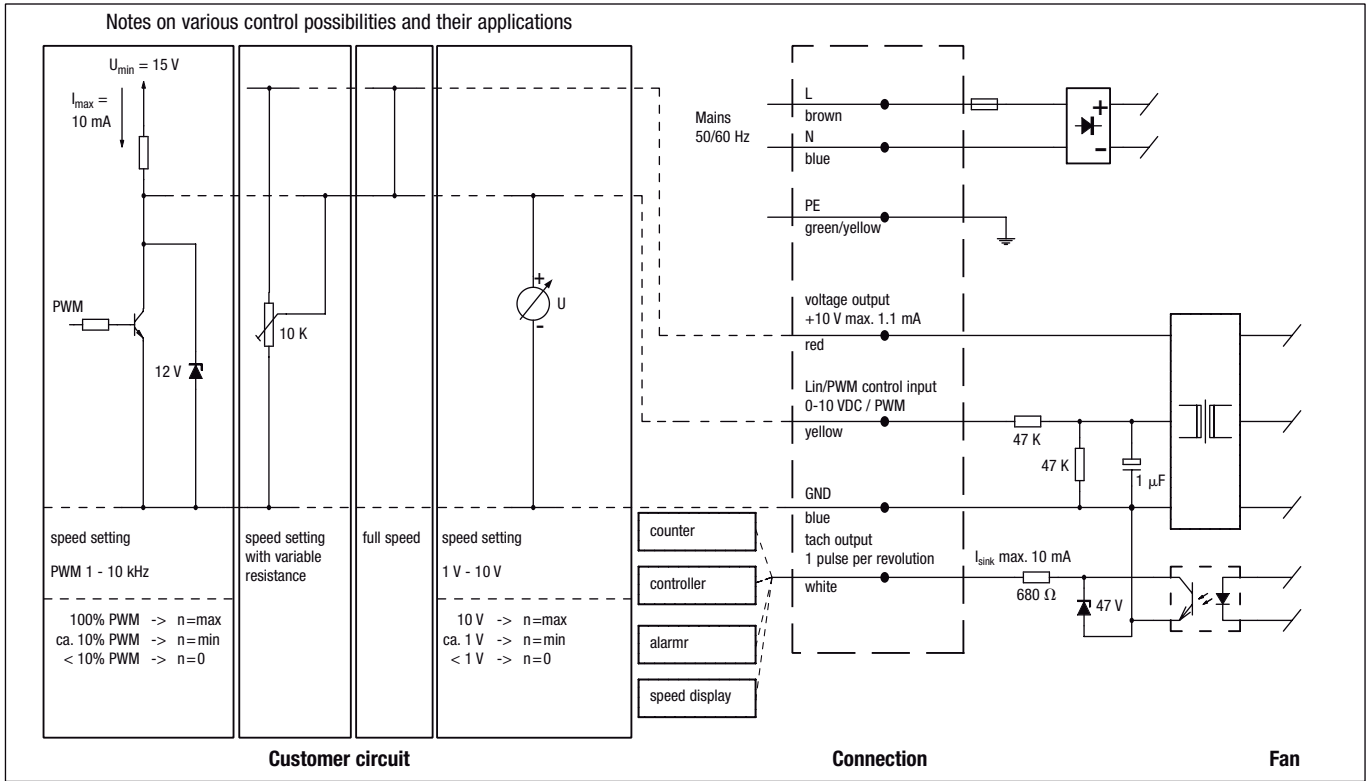 Notes on various control possibilities and their applications
U_min = 15 V
I_max =
10 mA
PWM
12 V
speed setting
PWM 1 - 10 kHz
100% PWM -> n=max
ca. 10% PWM -> n=min
< 10% PWM -> n=0
10 K
speed setting
with variable
resistance
full speed
+
U
-
speed setting
1 V - 10 V
10 V -> n=max
ca. 1 V -> n=min
< 1 V -> n=0
counter
controller
alarmr
speed display
Mains
50/60 Hz
L
brown
N
blue
+
-
PE
green/yellow
voltage output
+10 V max. 1.1 mA
red
Lin/PWM control input
0-10 VDC / PWM
yellow
47 K
47 K
1 μF
GND
blue
tach output
1 pulse per revolution
white
I_sink max. 10 mA
680 Ω
47 V
Customer circuit
Connection
Fan